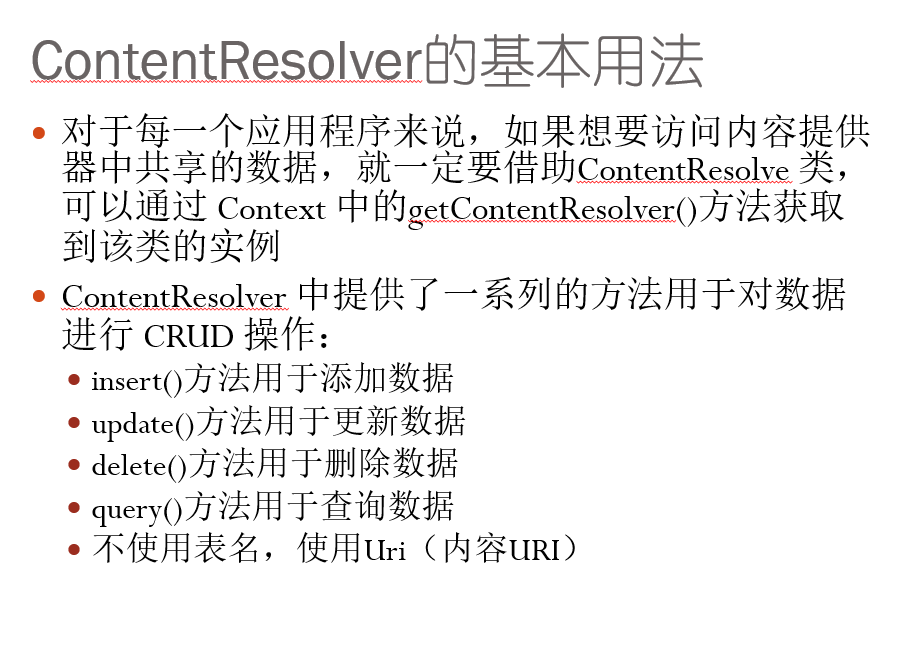 ContentResolver的基本用法
对于每一个应用程序来说，如果想要访问内容提供
器中共享的数据，就一定要借助ContentResolve 类，
可以通过 Context 中的getContentResolver()方法获取
到该类的实例
ContentResolver 中提供了一系列的方法用于对数据
进行 CRUD 操作：
insert()方法用于添加数据
update()方法用于更新数据
delete()方法用于删除数据
query()方法用于查询数据
不使用表名，使用Uri（内容URI）